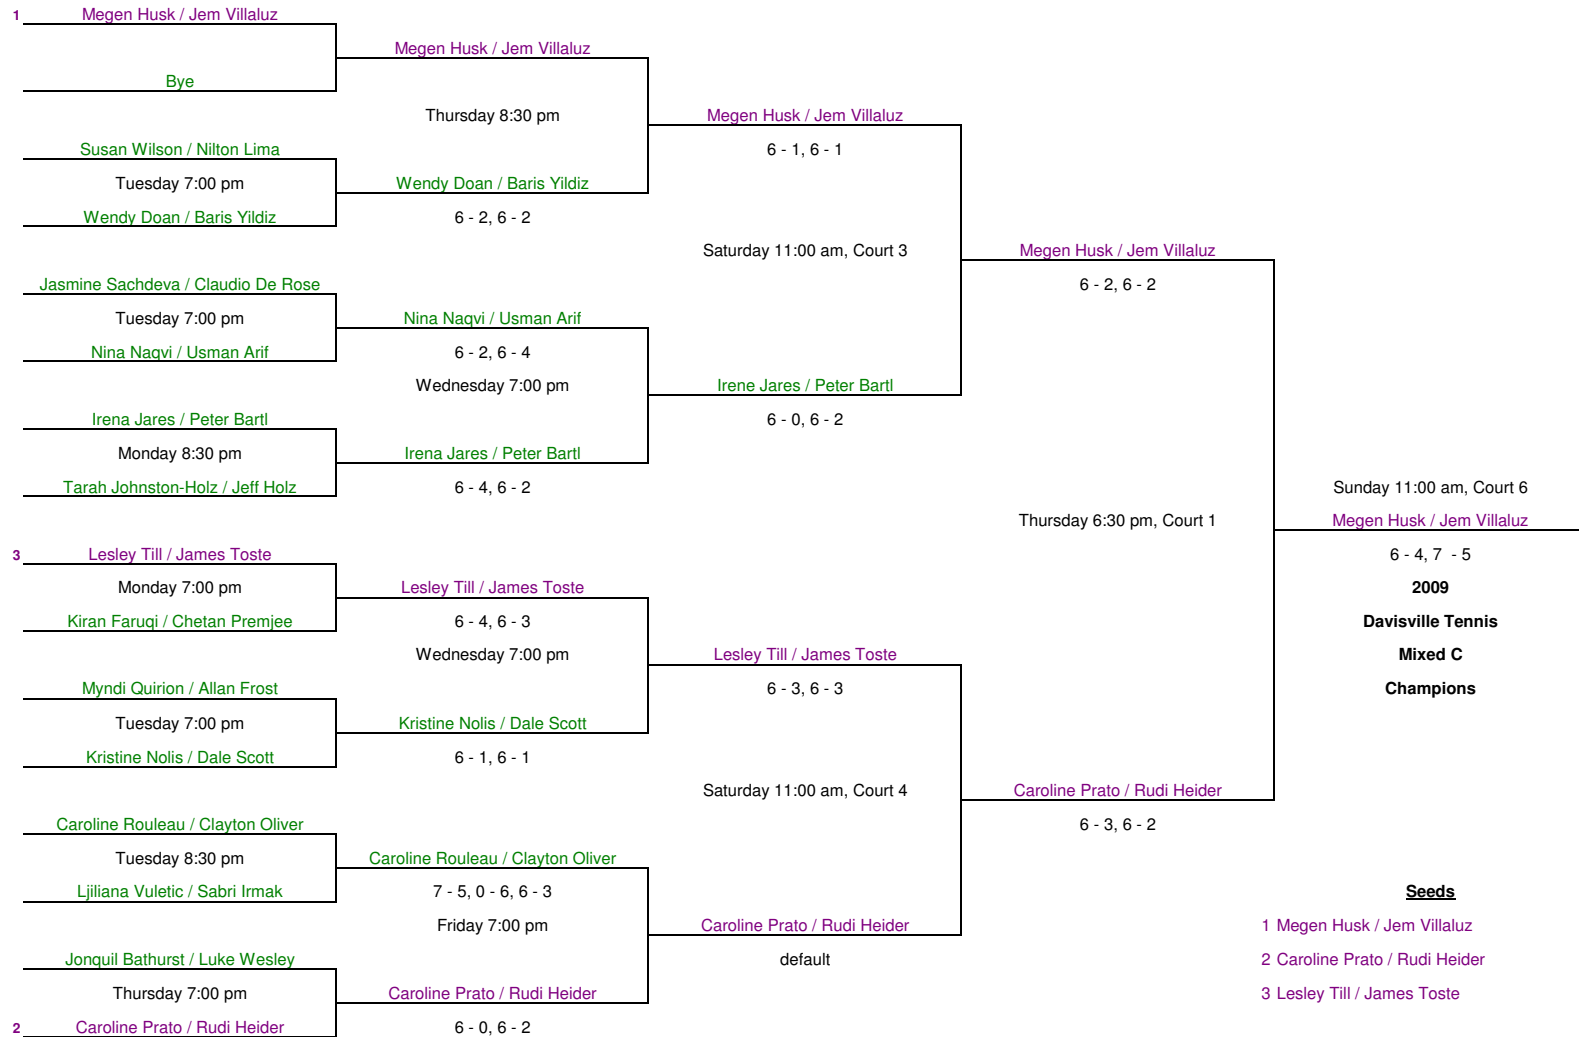 1 Megen Husk / Jem Villaluz
Megen Husk / Jem Villaluz
Bye
Thursday 8:30 pm
Megen Husk / Jem Villaluz
Susan Wilson / Nilton Lima
6 - 1, 6 - 1
Tuesday 7:00 pm
Wendy Doan / Baris Yildiz
Wendy Doan / Baris Yildiz
6 - 2, 6 - 2
Saturday 11:00 am, Court 3
Megen Husk / Jem Villaluz
Jasmine Sachdeva / Claudio De Rose
6 - 2, 6 - 2
Tuesday 7:00 pm
Nina Naqvi / Usman Arif
Nina Naqvi / Usman Arif
6 - 2, 6 - 4
Wednesday 7:00 pm
Irene Jares / Peter Bartl
Irena Jares / Peter Bartl
6 - 0, 6 - 2
Monday 8:30 pm
Irena Jares / Peter Bartl
Tarah Johnston-Holz / Jeff Holz
6 - 4, 6 - 2
Sunday 11:00 am, Court 6
Thursday 6:30 pm, Court 1
Megen Husk / Jem Villaluz
3 Lesley Till / James Toste
6 - 4, 7 - 5
Monday 7:00 pm
Lesley Till / James Toste
2009
Kiran Faruqi / Chetan Premjee
6 - 4, 6 - 3
Davisville Tennis
Wednesday 7:00 pm
Lesley Till / James Toste
Mixed C
Myndi Quirion / Allan Frost
6 - 3, 6 - 3
Champions
Tuesday 7:00 pm
Kristine Nolis / Dale Scott
Kristine Nolis / Dale Scott
6 - 1, 6 - 1
Saturday 11:00 am, Court 4
Caroline Prato / Rudi Heider
Caroline Rouleau / Clayton Oliver
6 - 3, 6 - 2
Tuesday 8:30 pm
Caroline Rouleau / Clayton Oliver
Ljiliana Vuletic / Sabri Irmak
7 - 5, 0 - 6, 6 - 3
Seeds
Friday 7:00 pm
Caroline Prato / Rudi Heider
1 Megen Husk / Jem Villaluz
Jonquil Bathurst / Luke Wesley
default
2 Caroline Prato / Rudi Heider
Thursday 7:00 pm
Caroline Prato / Rudi Heider
3 Lesley Till / James Toste
2 Caroline Prato / Rudi Heider
6 - 0, 6 - 2